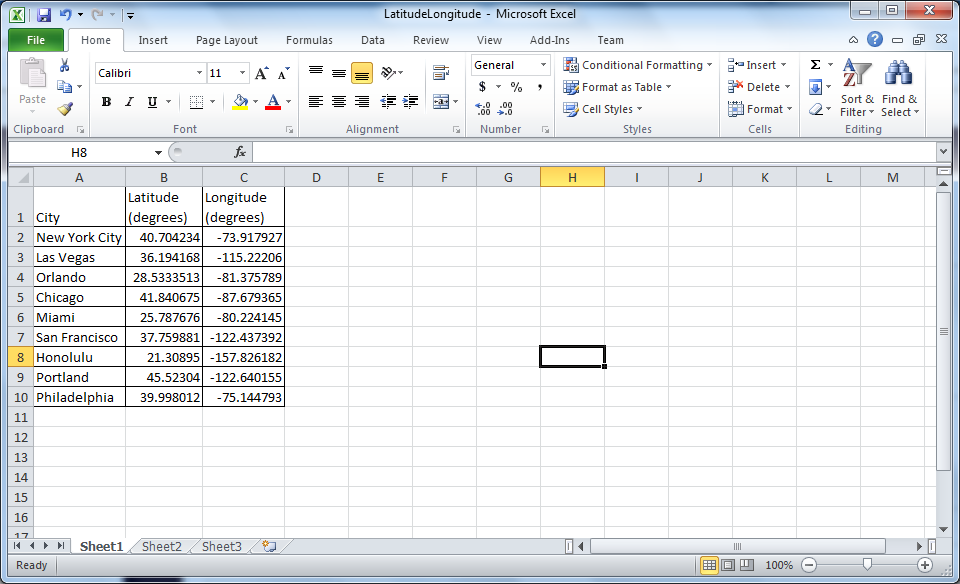 LatitudeLongitude - Microsoft Excel
File Home Insert Page Layout Formulas Data Review View Add-Ins Team
Calibri 11 General Conditional Formatting Insert Σ
Paste Format as Table Delete Sort & Find &
B I U A $ % , Cell Styles Format Filter Select
Clipboard Font Alignment Number Styles Cells Editing
H8 fx
A B C D E F G H I J K L M
Latitude Longitude
1 City (degrees) (degrees)
2 New York City 40.704234 -73.917927
3 Las Vegas 36.194168 -115.22206
4 Orlando 28.5333513 -81.375789
5 Chicago 41.840675 -87.679365
6 Miami 25.787676 -80.224145
7 San Francisco 37.759881 -122.437392
8 Honolulu 21.30895 -157.826182
9 Portland 45.52304 -122.640155
10 Philadelphia 39.998012 -75.144793
11
12
13
14
15
16
17
Sheet1 Sheet2 Sheet3
Ready 100%